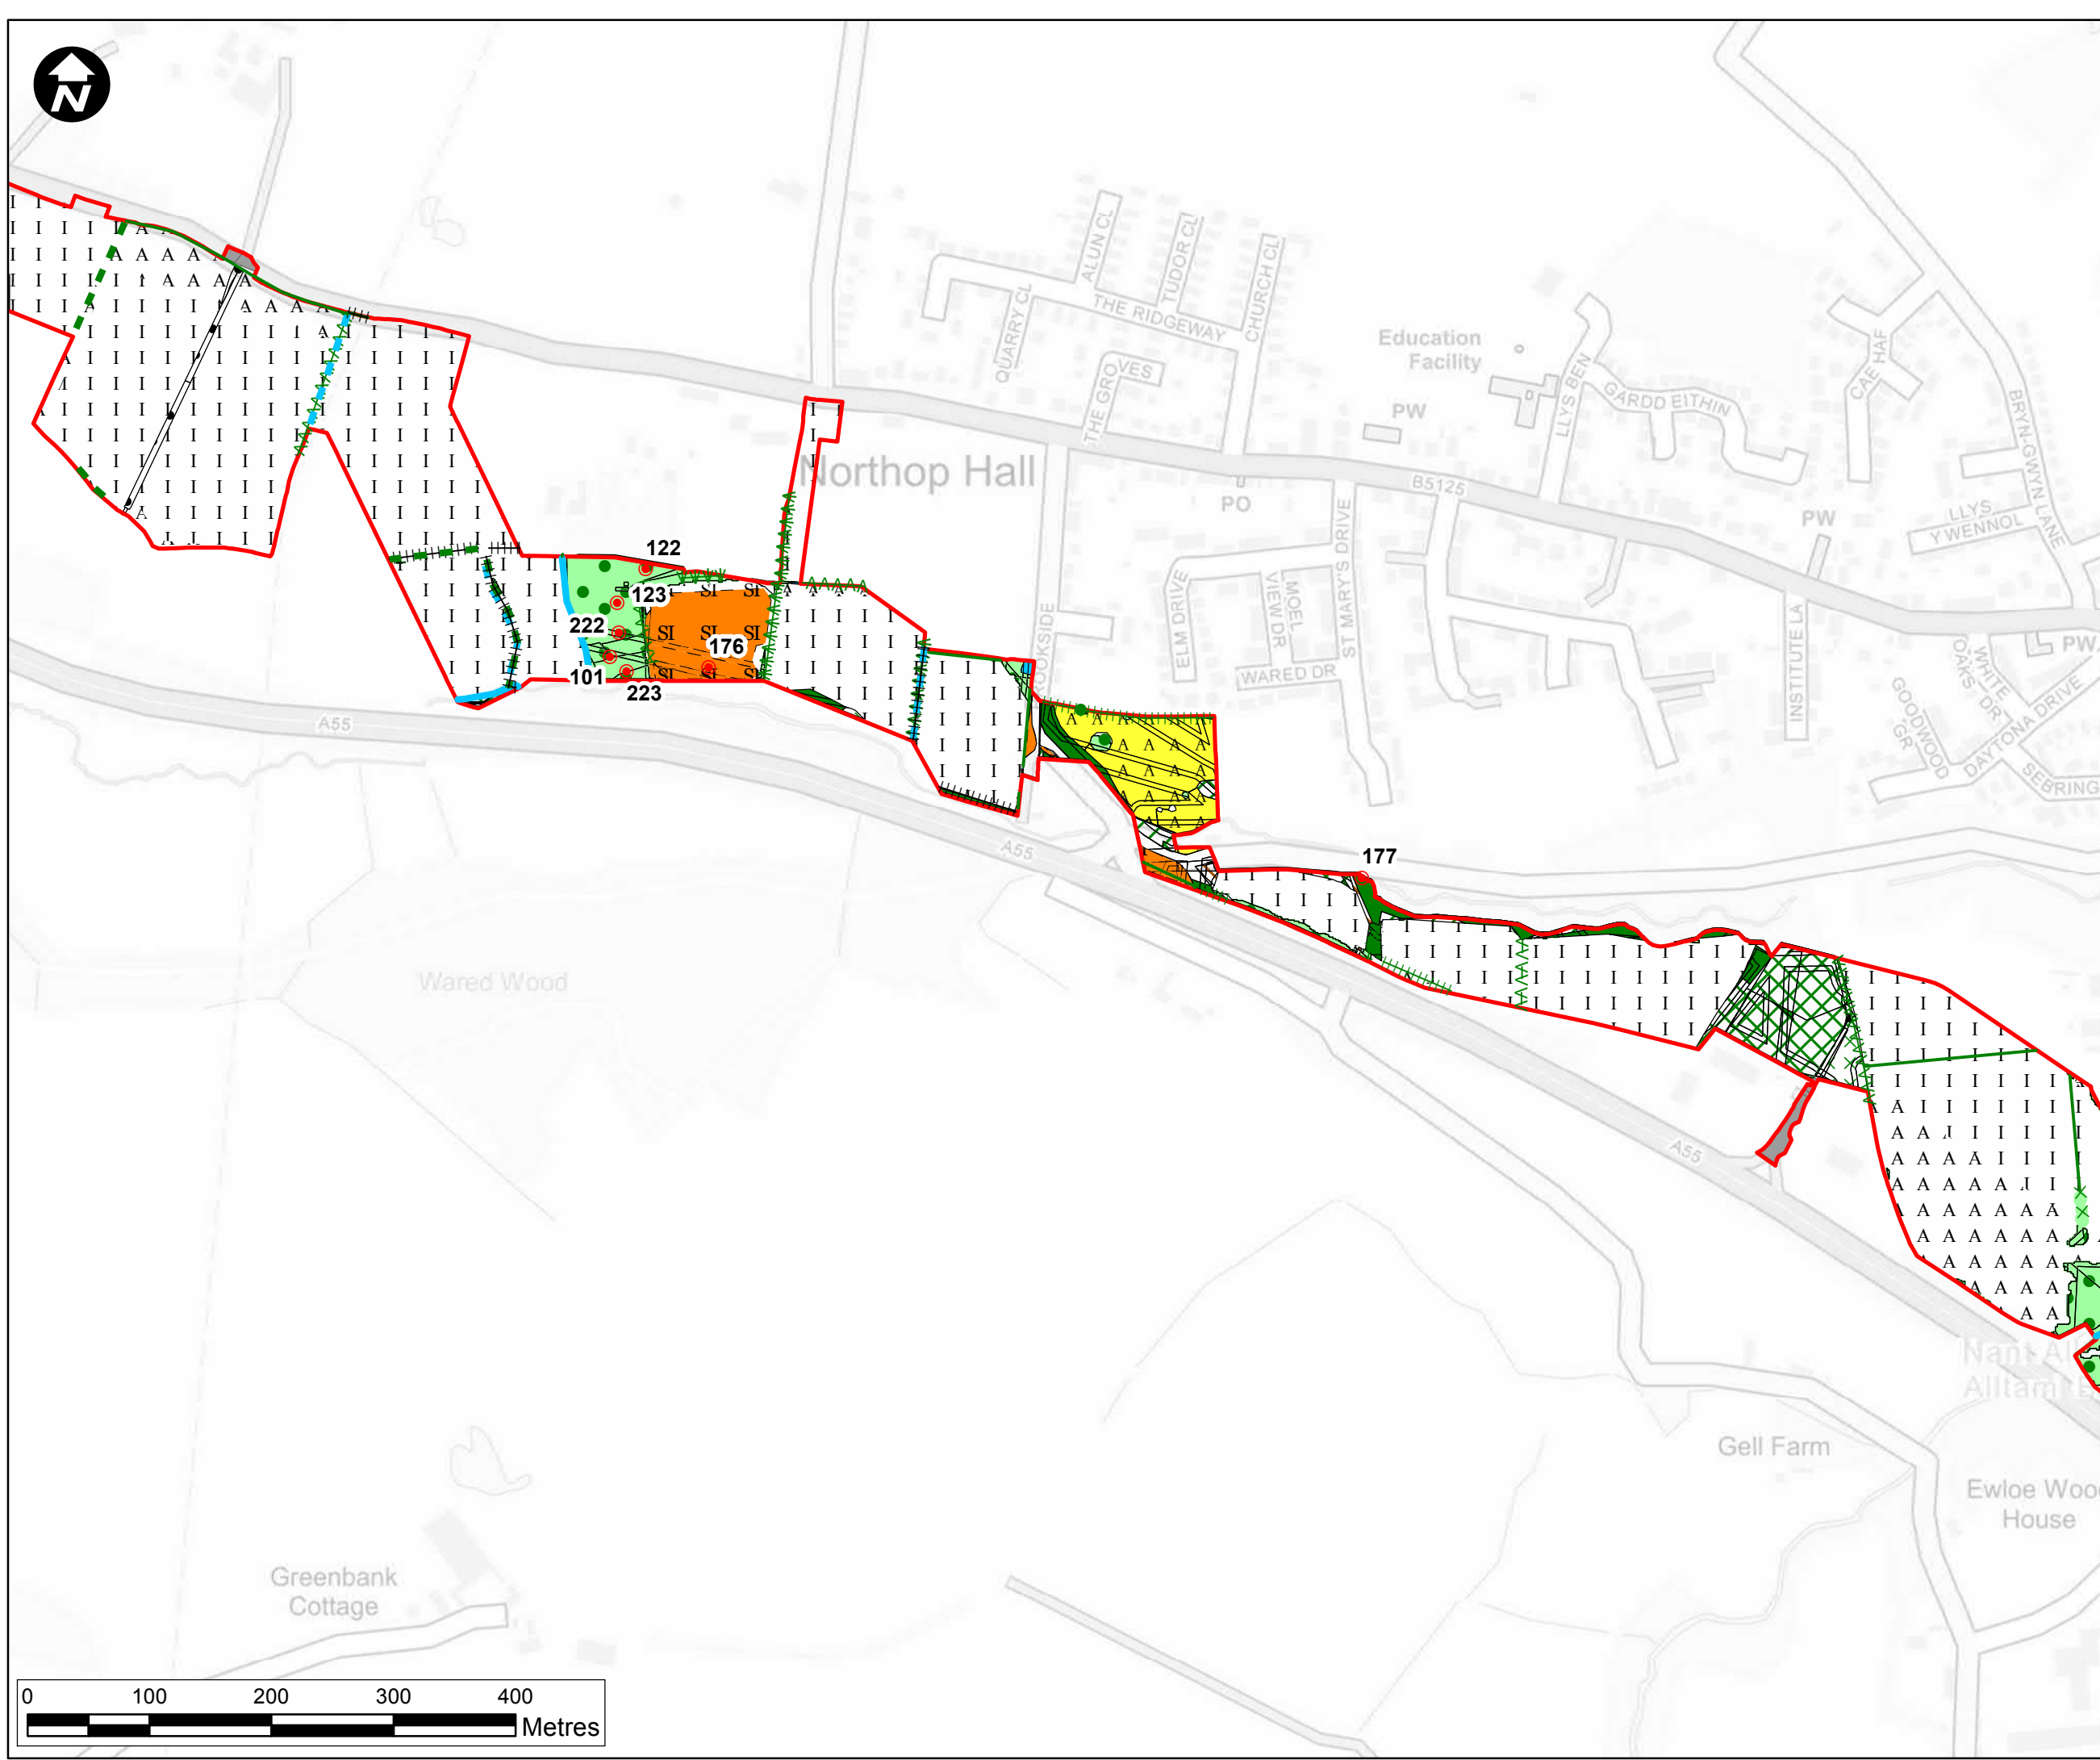 N
ALUN CL
TUDOR CL
CHURCH CL
QUARRY CL
THE RIDGEWAY
THE GROVES
Education
Facility
PW
LLYS BEN
GARDD EITHIN
CAE HAF
BRYN-GWYN LANE
Northop Hall
B5125
PO
PW
LLYS
Y WENNOL
122
123
222
176
101
223
ELM DRIVE
MOEL
VIEW DR
ST MARY'S DRIVE
WARED DR
INSTITUTE LA
WHITE
OAKS DR
PW
GOODWOOD
GR
DAYTONA DRIVE
A55
A55
177
Wared Wood
A55
Gell Farm
House
Greenbank
Cottage
0 100 200 300 400
Metres